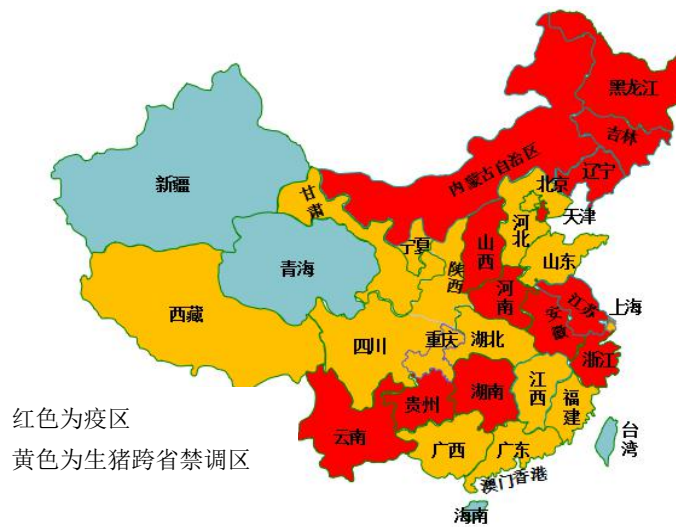 黑龙江
吉林
辽宁
内蒙古自治区
北京
天津
河北
新疆
甘肃
宁夏
山西
陕西
山东
青海
河南
西藏
江苏
安徽
上海
四川
重庆
湖北
浙江
湖南
江西
贵州
福建
云南
广西
广东
台湾
澳门香港
海南
红色为疫区
黄色为生猪跨省禁调区